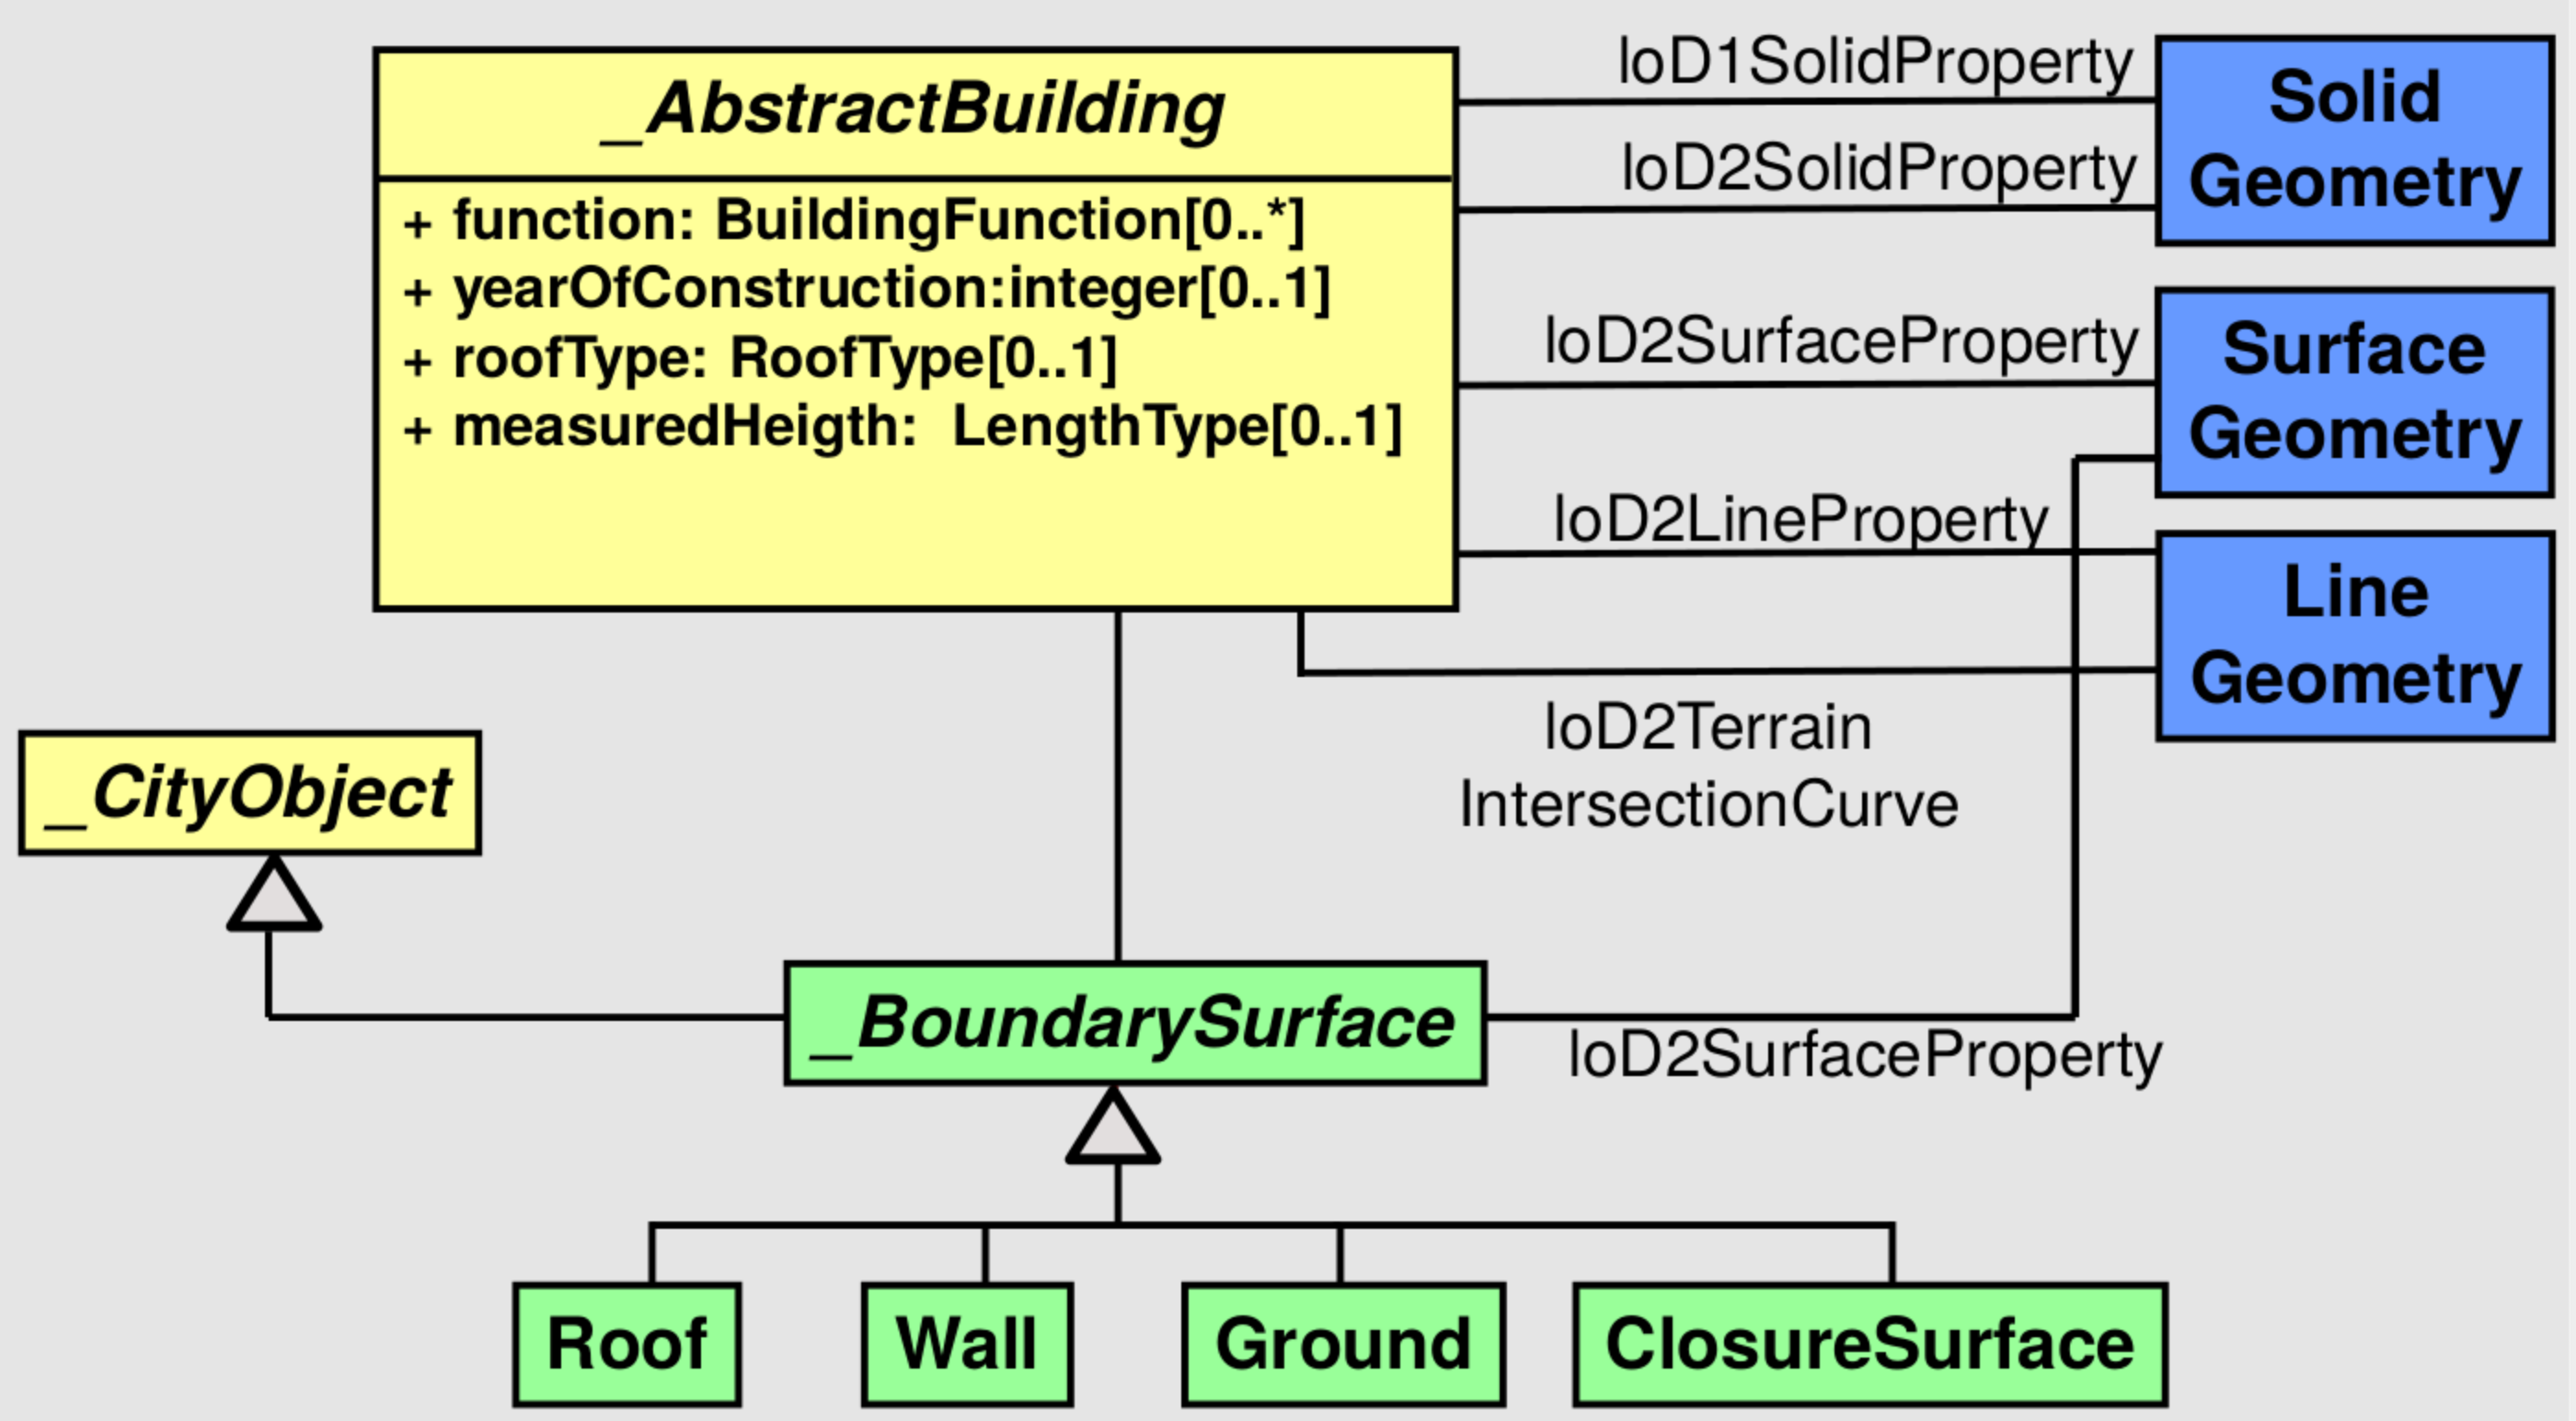 _AbstractBuilding
+ function: BuildingFunction[0..*]
+ yearOfConstruction:integer[0..1]
+ roofType: RoofType[0..1]
+ measuredHeigth: LengthType[0..1]
loD1SolidProperty
loD2SolidProperty
Solid
Geometry
loD2SurfaceProperty
Surface
Geometry
loD2LineProperty
Line
Geometry
loD2Terrain
IntersectionCurve
_CityObject
_BoundarySurface
loD2SurfaceProperty
Roof
Wall
Ground
ClosureSurface